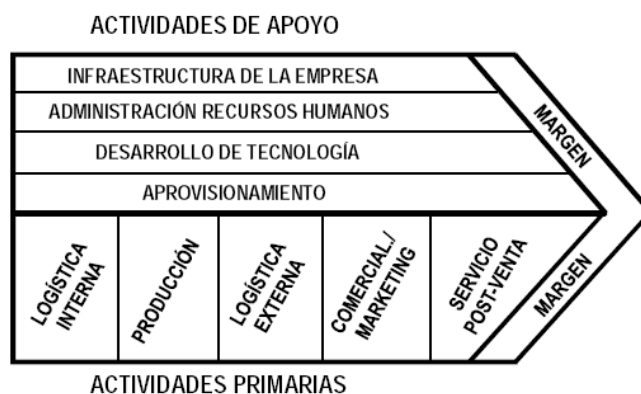 ACTIVIDADES DE APOYO
INFRAESTRUCTURA DE LA EMPRESA
ADMINISTRACIÓN RECURSOS HUMANOS
DESARROLLO DE TECNOLOGÍA
APROVISIONAMIENTO
MARGEN
LOGÍSTICA
INTERNA
PRODUCCIÓN
LOGÍSTICA
EXTERNA
COMERCIAL./
MARKETING
SERVICIO
POST-VENTA
MARGEN
ACTIVIDADES PRIMARIAS